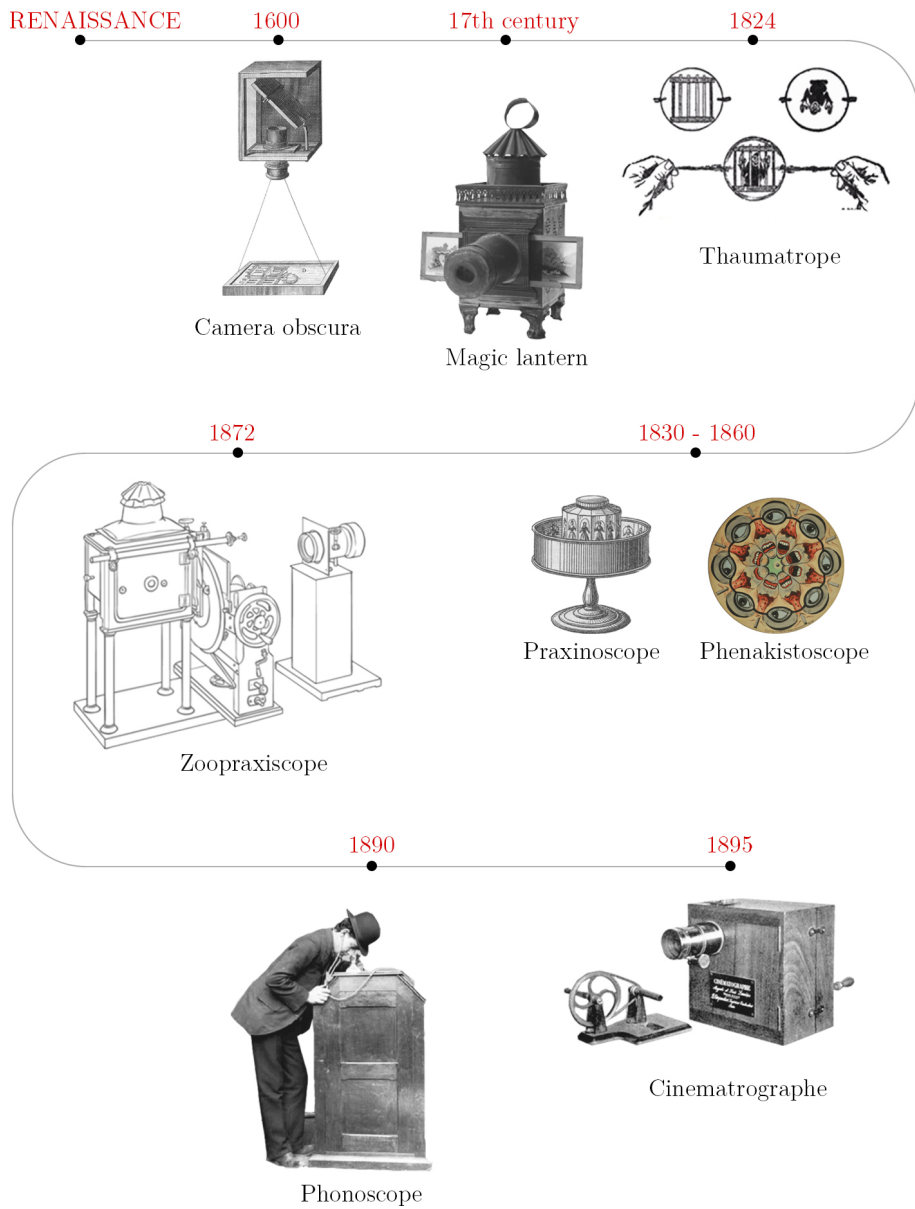 RENAISSANCE
1600
17th century
1824
Camera obscura
Magic lantern
Thaumatrope
1872
1830 - 1860
Zoopraxiscope
Praxinoscope
Phenakistoscope
1890
1895
Phonoscope
CINÉMATROGRAPHE
Cinematrographe